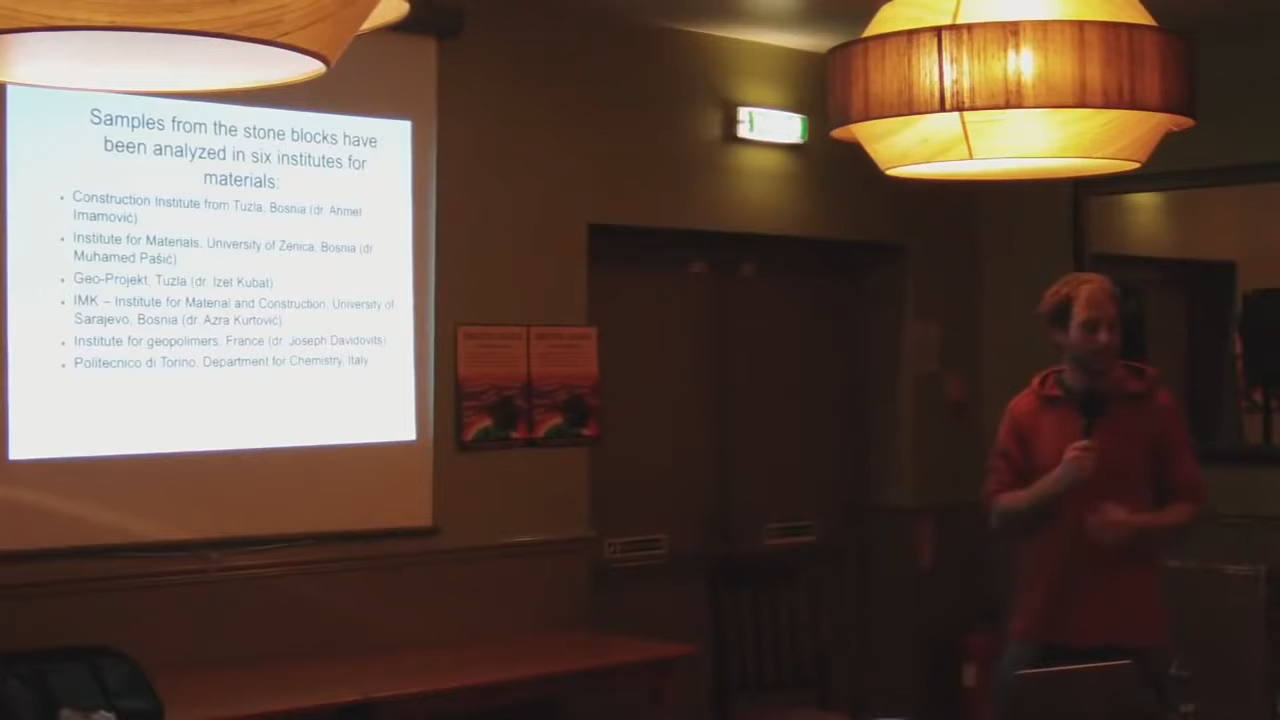 Samples from the stone blocks have
been analyzed in six institutes for
materials:
• Construction Institute from Tuzla, Bosnia (dr. Ahmet
Imamović)
• Institute for Materials, University of Zenica, Bosnia (dr.
Muhamed Pašić)
• Geo-Projekt, Tuzla (dr. Izet Kubat)
• IMK – Institute for Material and Construction, University of
Sarajevo, Bosnia (dr. Azra Kurtović)
• Institute for geopolimers, France (dr. Joseph Davidovits)
• Politecnico di Torino, Department for Chemistry, Italy